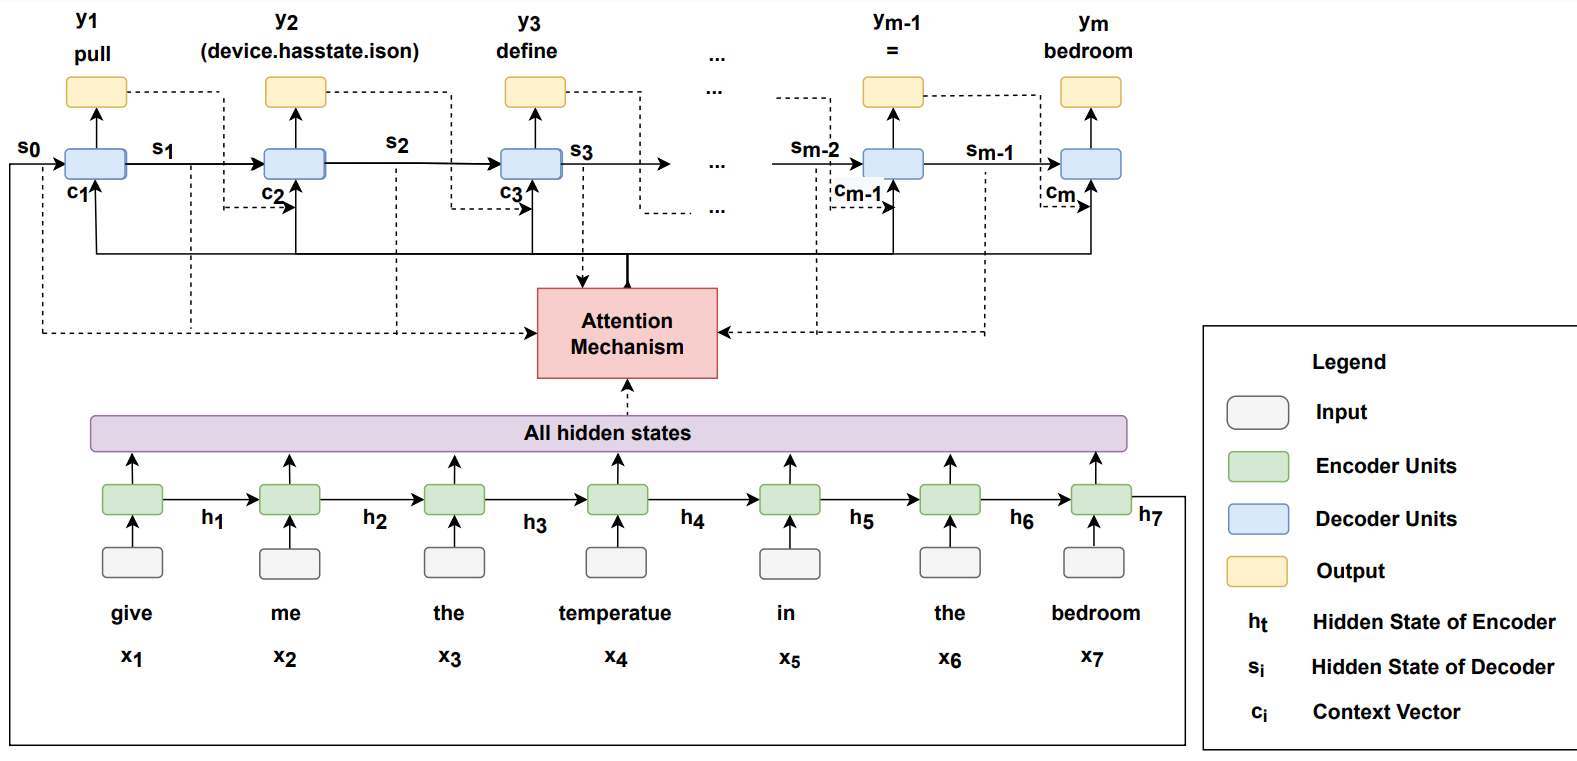 y1 y2 y3 ym-1 ym
pull (device.hasstate.ison) define ... = bedroom
...
s0 s1 s2 s3 ... sm-2 sm-1
c1 c2 c3 ... cm-1 cm
Attention
Mechanism
All hidden states
h1 h2 h3 h4 h5 h6 h7
give me the temperatue in the bedroom
x1 x2 x3 x4 x5 x6 x7
Legend
Input
Encoder Units
Decoder Units
Output
ht Hidden State of Encoder
si Hidden State of Decoder
ci Context Vector